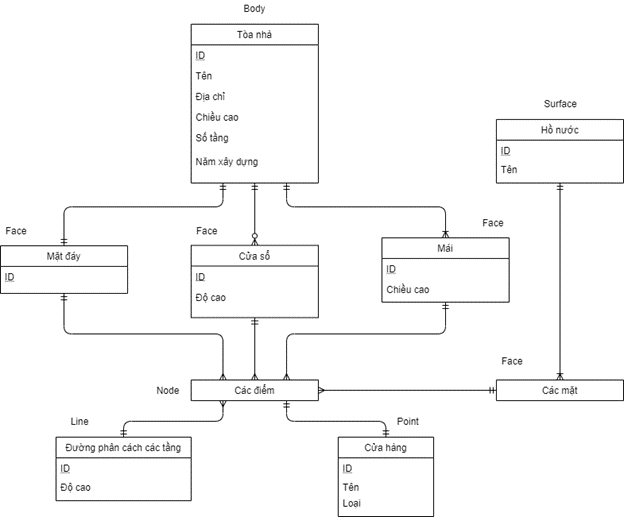 Body
Tòa nhà
ID
Tên
Địa chỉ
Chiều cao
Số tầng
Năm xây dựng
Surface
Hồ nước
ID
Tên
Face
Mặt đáy
ID
Face
Cửa sổ
ID
Độ cao
Face
Mái
ID
Chiều cao
Node
Các điểm
Face
Các mặt
Line
Đường phân cách các tầng
ID
Độ cao
Point
Cửa hàng
ID
Tên
Loại